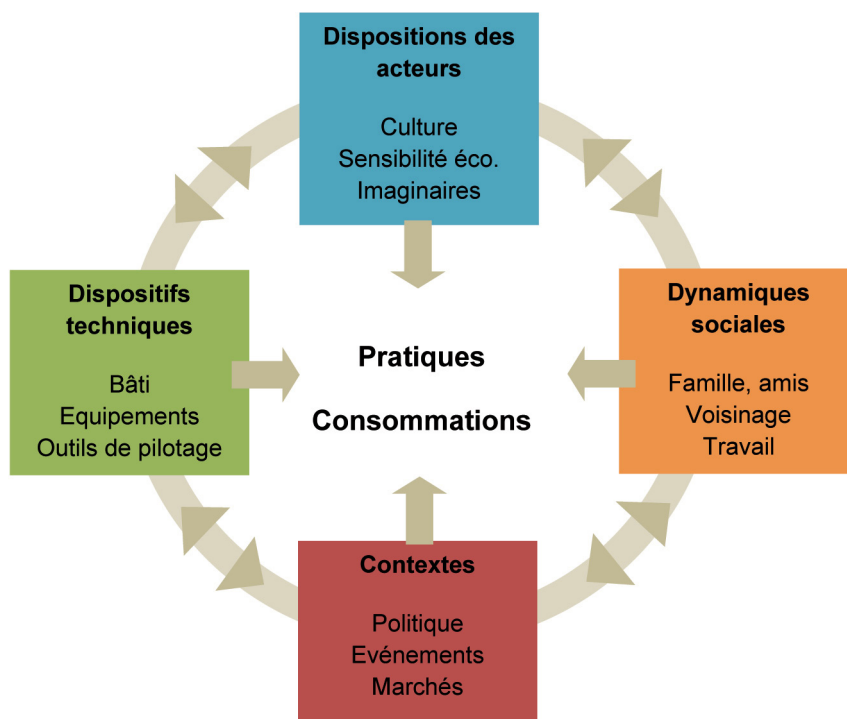 Dispositions des
acteurs
Culture
Sensibilité éco.
Imaginaires
Dispositifs
techniques
Bâti
Equipements
Outils de pilotage
Pratiques
Consommations
Dynamiques
sociales
Famille, amis
Voisinage
Travail
Contextes
Politique
Evénements
Marchés